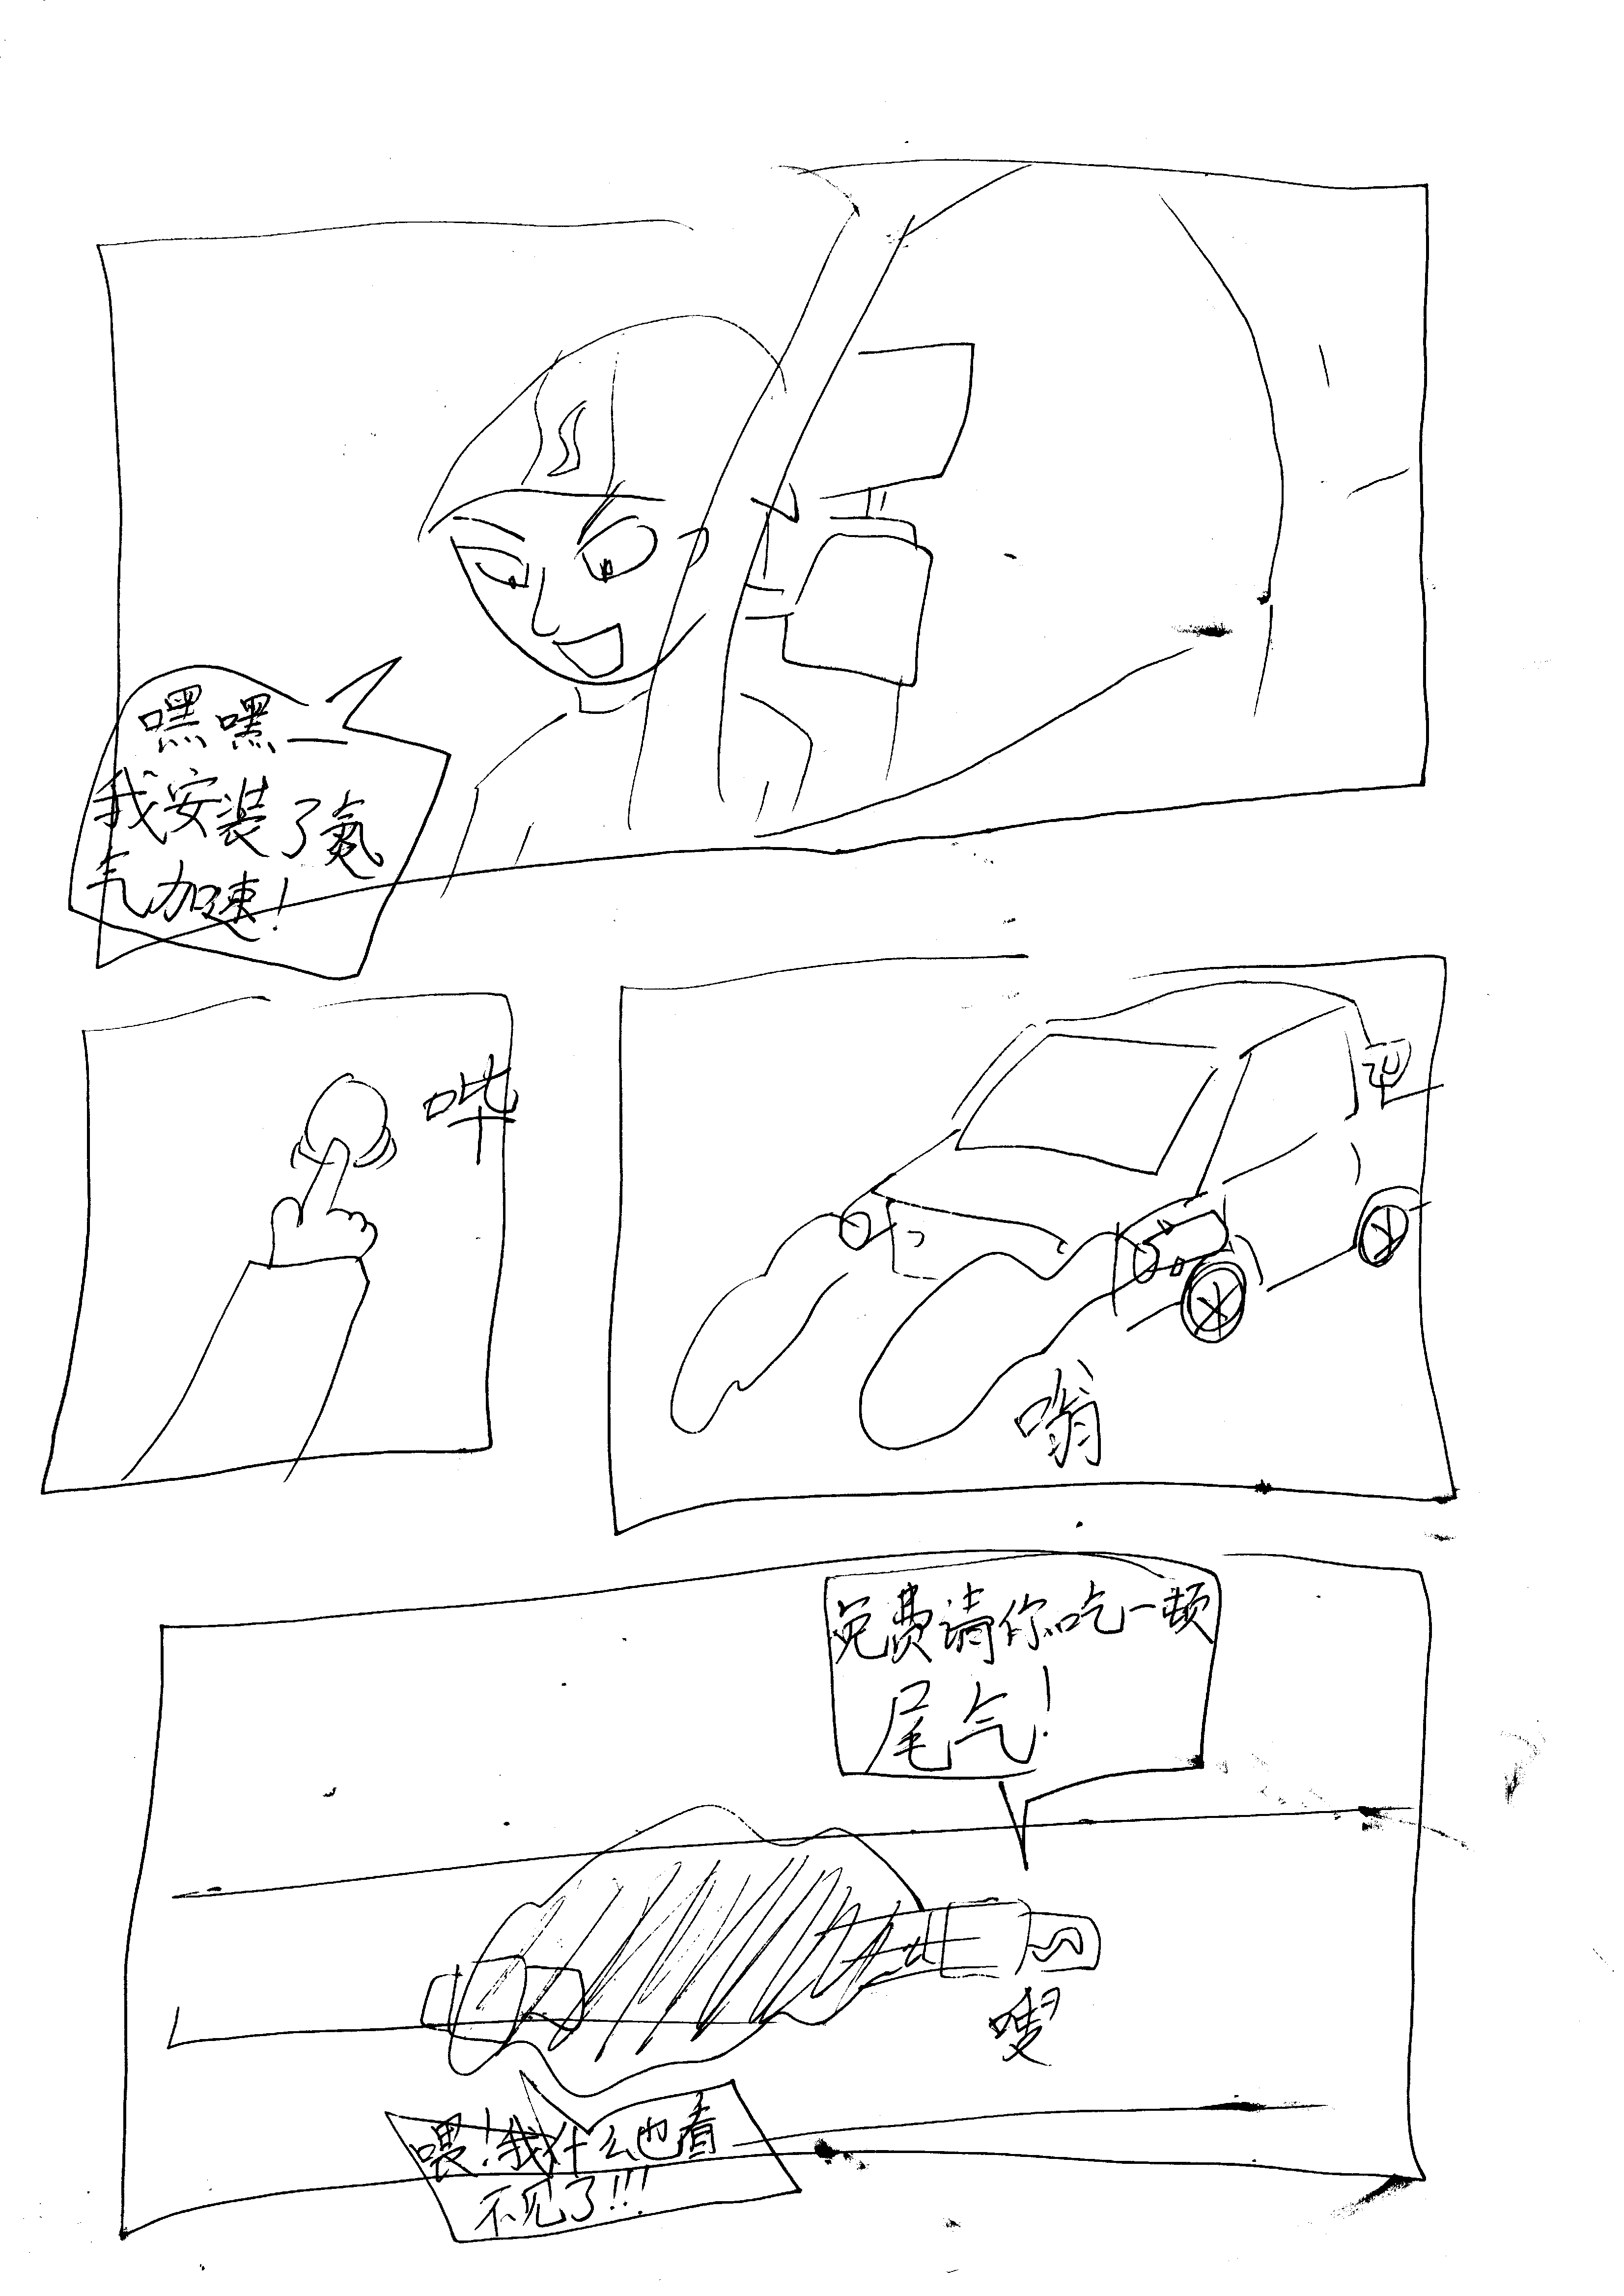 嘿嘿—
我安装了氮
气加速！
哔
嗡
免费请你吃一顿
尾气！
嗖
喂！我什么也看
不见了！！！